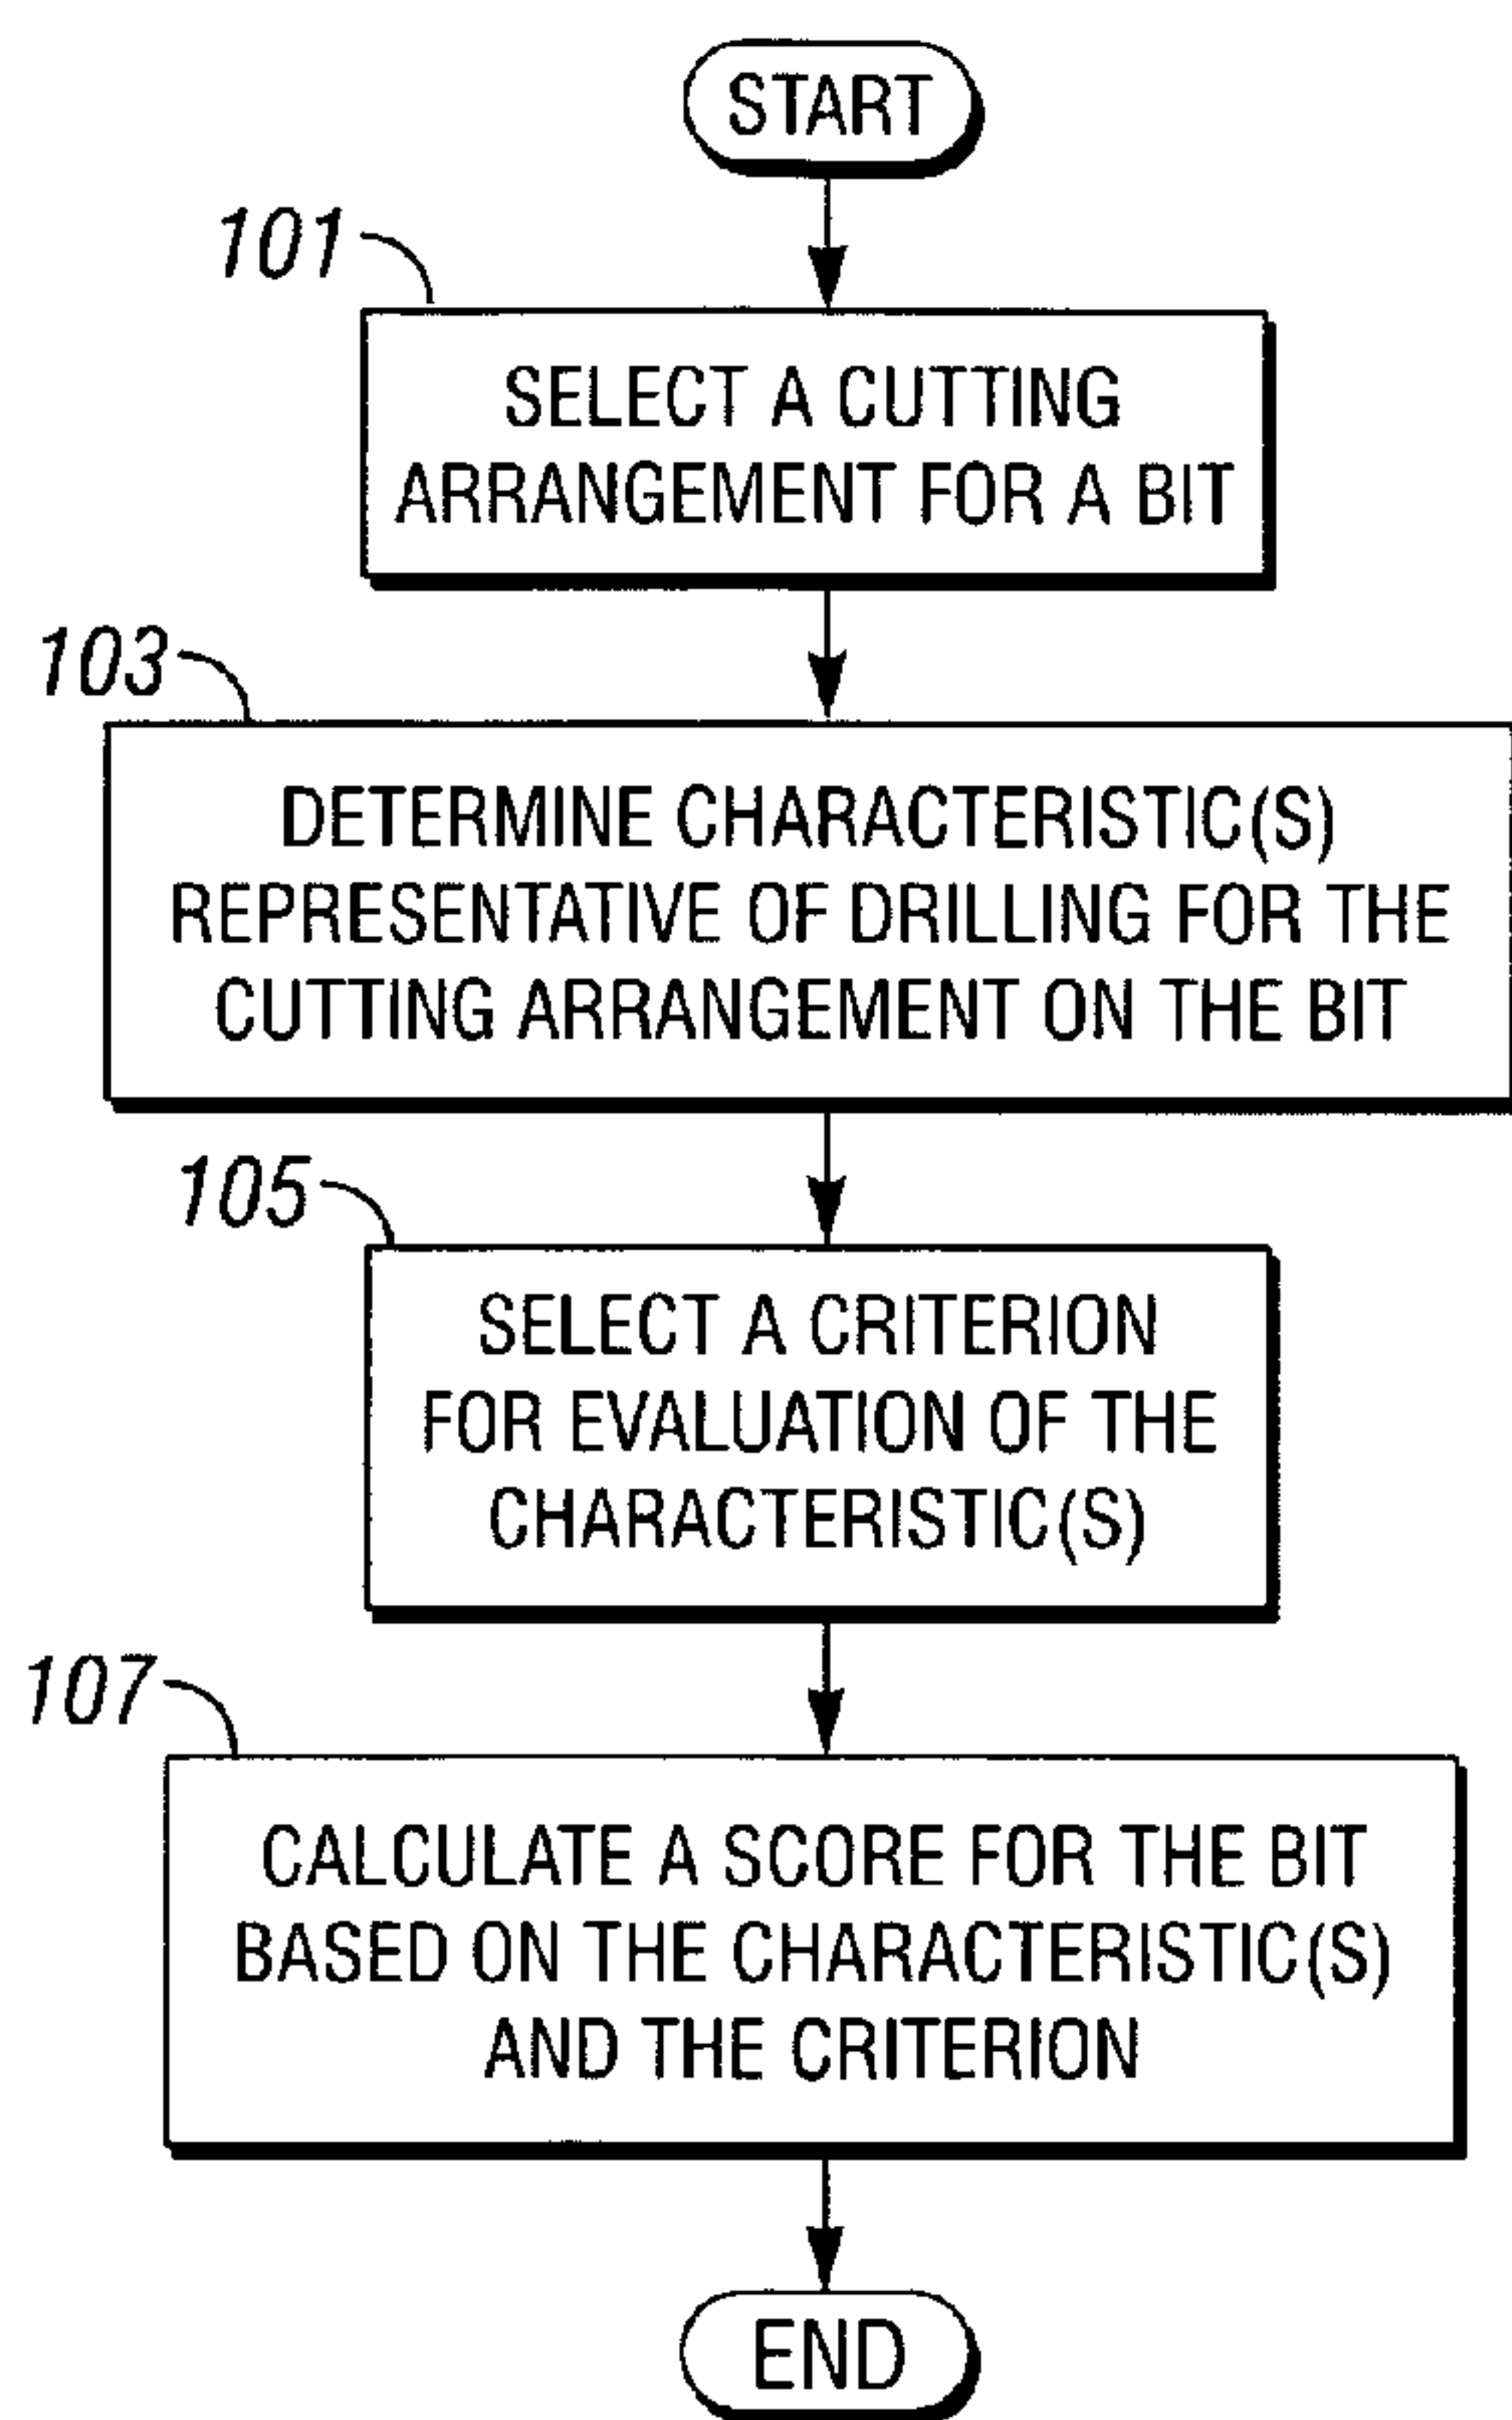 START
101
SELECT A CUTTING
ARRANGEMENT FOR A BIT
103
DETERMINE CHARACTERISTIC(S)
REPRESENTATIVE OF DRILLING FOR THE
CUTTING ARRANGEMENT ON THE BIT
105
SELECT A CRITERION
FOR EVALUATION OF THE
CHARACTERISTIC(S)
107
CALCULATE A SCORE FOR THE BIT
BASED ON THE CHARACTERISTIC(S)
AND THE CRITERION
END